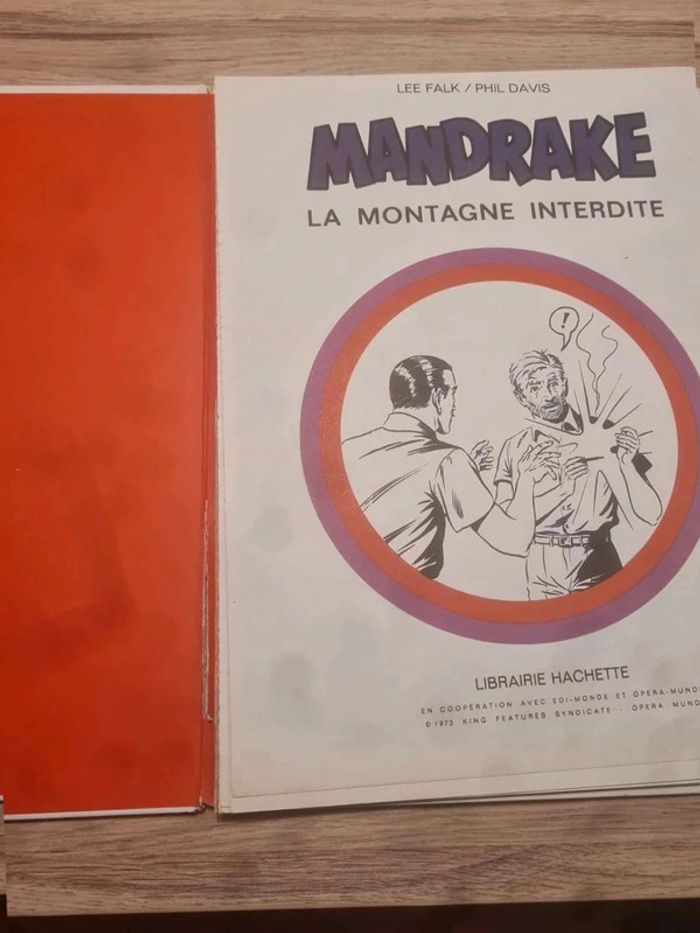 LEE FALK / PHIL DAVIS
MANDRAKE
LA MONTAGNE INTERDITE
!
LIBRAIRIE HACHETTE
EN COOPÉRATION AVEC EDI-MONDE ET OPERA-MUNDI
© 1973 KING FEATURES SYNDICATE - OPERA MUNDI